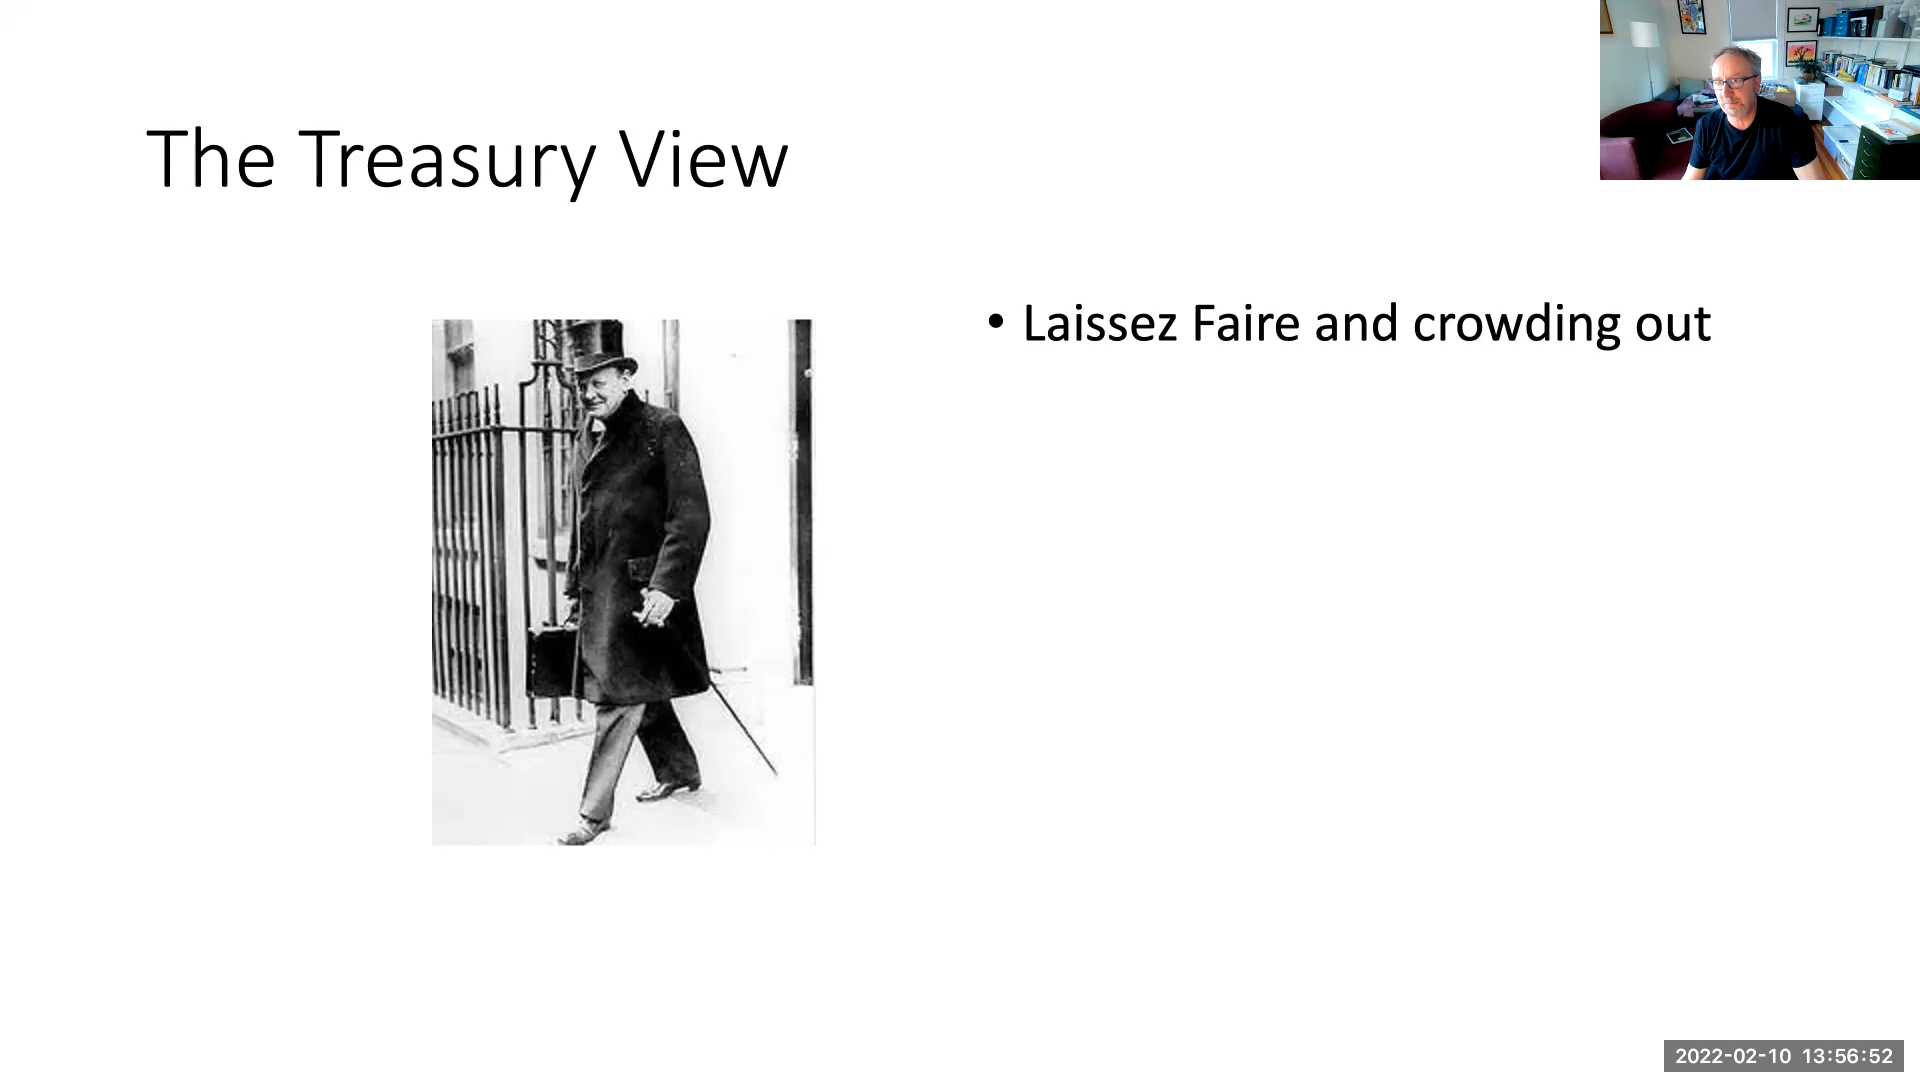 The Treasury View
• Laissez Faire and crowding out
2022-02-10 13:56:52